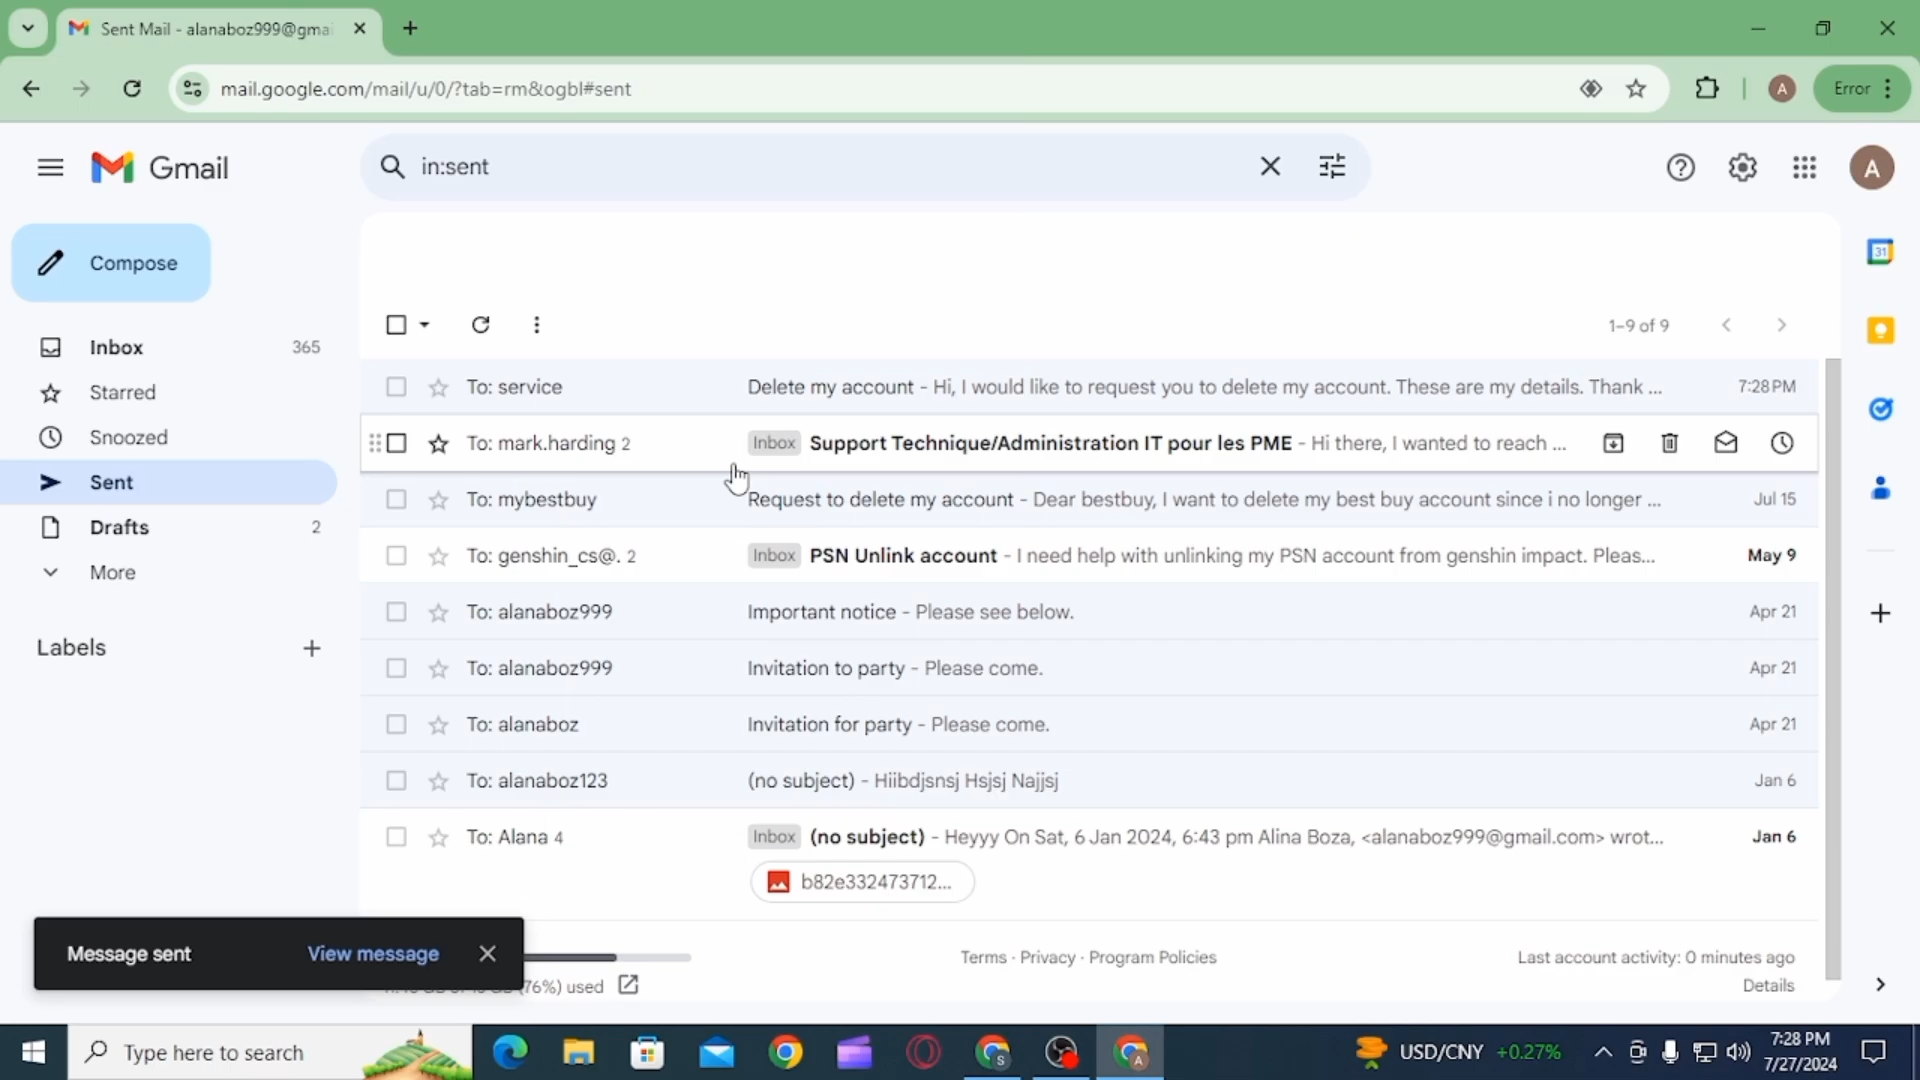 Sent Mail - alanaboz999@gmai
mail.google.com/mail/u/0/?tab=rm&ogbl#sent
A
Error
Gmail
in:sent
A
Compose
31
1–9 of 9
Inbox 365
Starred
Snoozed
Sent
Drafts 2
More
Labels
To: service Delete my account - Hi, I would like to request you to delete my account. These are my details. Thank ... 7:28 PM
To: mark.harding 2 Inbox Support Technique/Administration IT pour les PME - Hi there, I wanted to reach ...
To: mybestbuy Request to delete my account - Dear bestbuy, I want to delete my best buy account since i no longer ... Jul 15
To: genshin_cs@. 2 Inbox PSN Unlink account - I need help with unlinking my PSN account from genshin impact. Pleas... May 9
To: alanaboz999 Important notice - Please see below. Apr 21
To: alanaboz999 Invitation to party - Please come. Apr 21
To: alanaboz Invitation for party - Please come. Apr 21
To: alanaboz123 (no subject) - Hiibdjsnsj Hsjsj Najjsj Jan 6
To: Alana 4 Inbox (no subject) - Heyyy On Sat, 6 Jan 2024, 6:43 pm Alina Boza, <alanaboz999@gmail.com> wrot... Jan 6
b82e332473712...
Message sent View message
Terms · Privacy · Program Policies
Last account activity: 0 minutes ago
(76%) used
Details
Type here to search
S
A
USD/CNY +0.27%
7:28 PM
7/27/2024